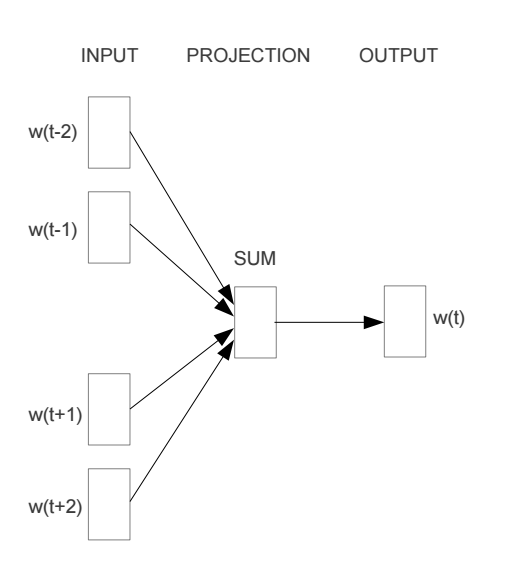 INPUT PROJECTION OUTPUT
w(t-2)
w(t-1)
SUM
w(t)
w(t+1)
w(t+2)